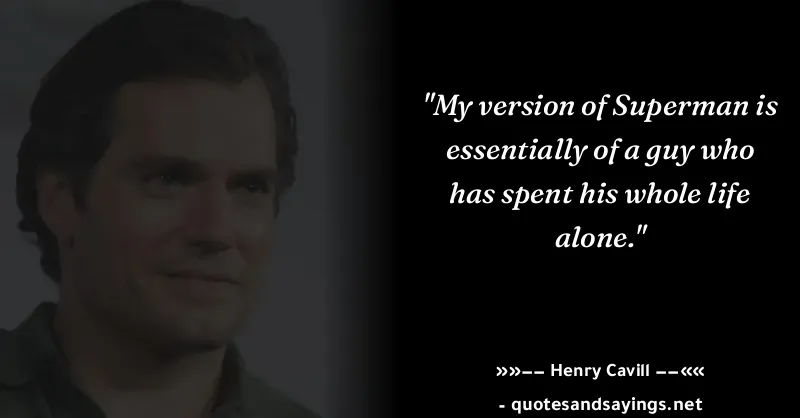 "My version of Superman is
essentially of a guy who
has spent his whole life
alone."
»»−− Henry Cavill −−««
- quotesandsayings.net